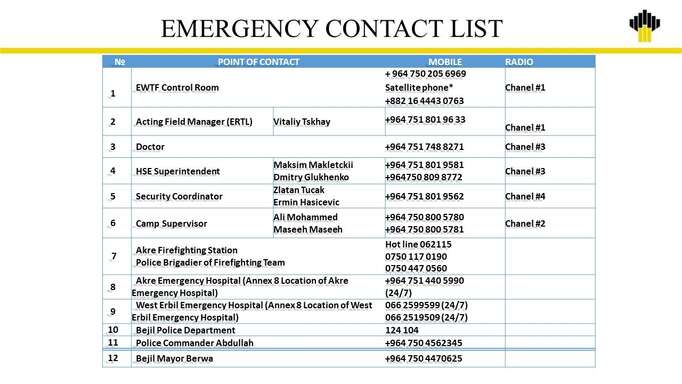 EMERGENCY CONTACT LIST
№ POINT OF CONTACT MOBILE RADIO
1 EWTF Control Room + 964 750 205 6969 Chanel #1
Satellite phone*
+882 16 4443 0763
2 Acting Field Manager (ERTL) Vitaliy Tskhay +964 751 801 96 33 Chanel #1
3 Doctor +964 751 748 8271 Chanel #3
4 HSE Superintendent Maksim Makletckii +964 751 801 9581 Chanel #3
Dmitry Glukhenko +964750 809 8772
5 Security Coordinator Zlatan Tucak +964 751 801 9562 Chanel #4
Ermin Hasicevic
6 Camp Supervisor Ali Mohammed +964 750 800 5780 Chanel #2
Maseeh Maseeh +964 750 800 5781
7 Akre Firefighting Station Hot line 062115
Police Brigadier of Firefighting Team 0750 117 0190
0750 447 0560
8 Akre Emergency Hospital (Annex 8 Location of Akre +964 751 440 5990
Emergency Hospital) (24/7)
9 West Erbil Emergency Hospital (Annex 8 Location of West 066 2599599 (24/7)
Erbil Emergency Hospital) 066 2519509 (24/7)
10 Bejil Police Department 124 104
11 Police Commander Abdullah +964 750 4562345
12 Bejil Mayor Berwa +964 750 4470625